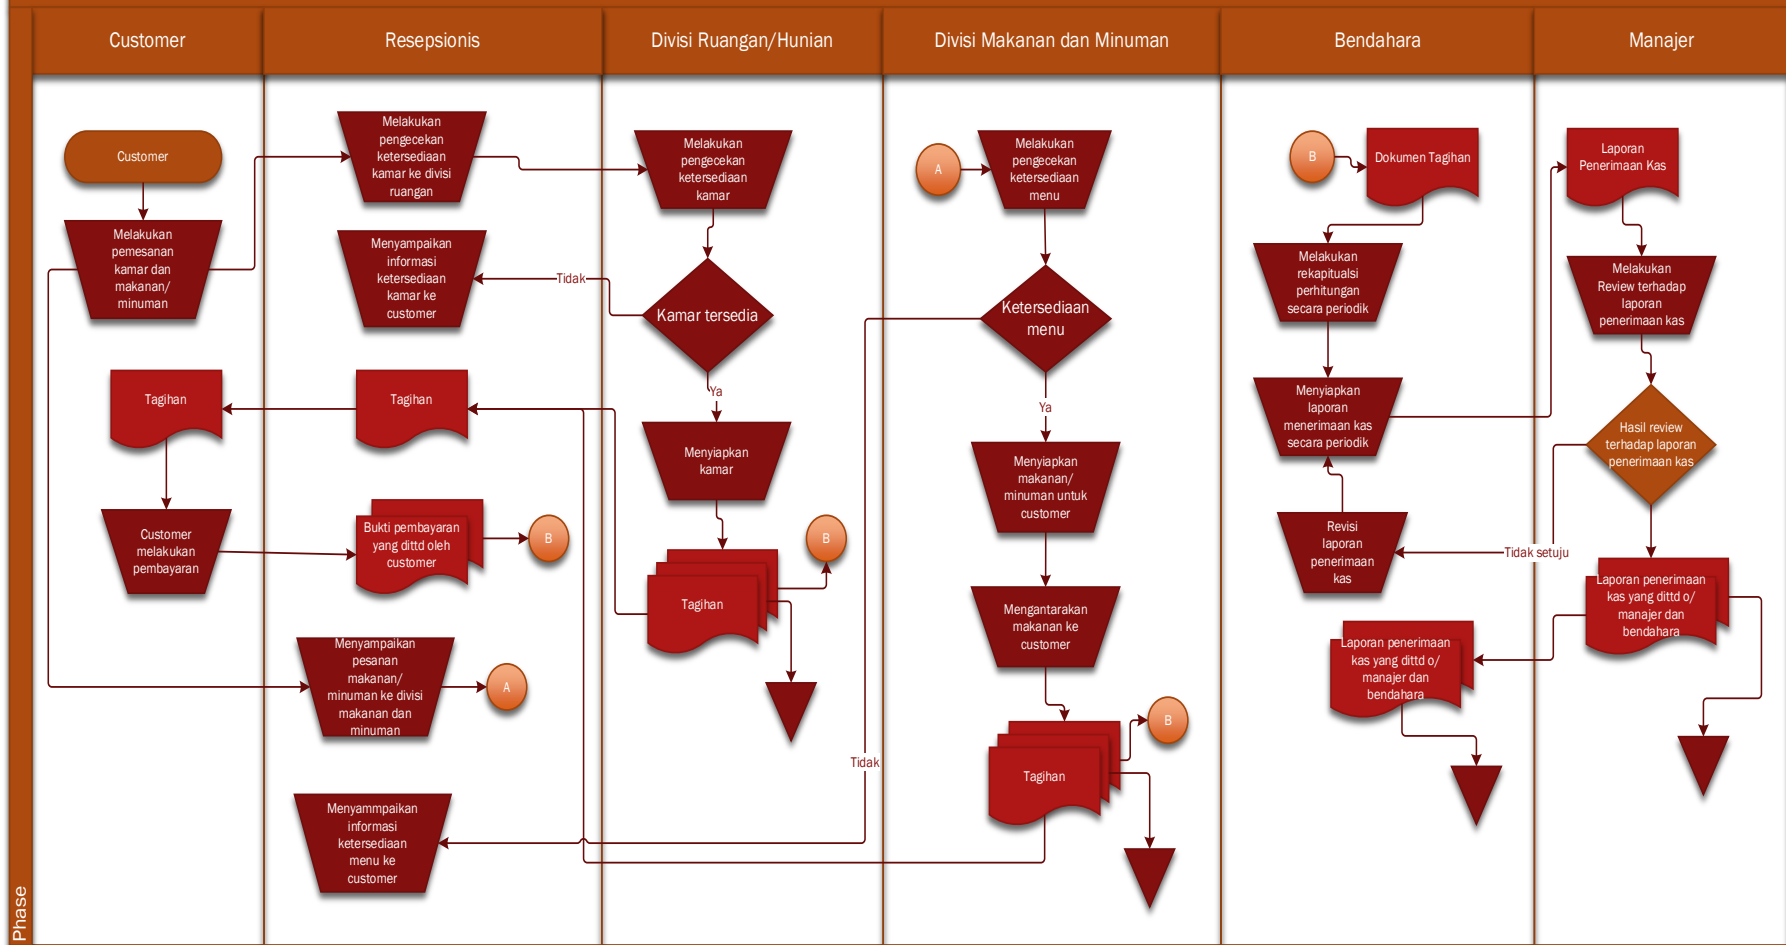 Customer
Resepsionis
Divisi Ruangan/Hunian
Divisi Makanan dan Minuman
Bendahara
Manajer
Phase
Customer
Melakukan
pemesanan
kamar dan
makanan/
minuman
Tagihan
Customer
melakukan
pembayaran
Melakukan
pengecekan
ketersediaan
kamar ke divisi
ruangan
Menyampaikan
informasi
ketersediaan
kamar ke
customer
Tagihan
Bukti pembayaran
yang dittd oleh
customer
B
Menyampaikan
pesanan
makanan/
minuman ke divisi
makanan dan
minuman
A
Menyammpaikan
informasi
ketersediaan
menu ke
customer
Melakukan
pengecekan
ketersediaan
kamar
Tidak
Kamar tersedia
Ya
Menyiapkan
kamar
B
Tagihan
A
Melakukan
pengecekan
ketersediaan
menu
Ketersediaan
menu
Tidak
Ya
Menyiapkan
makanan/
minuman untuk
customer
Mengantarakan
makanan ke
customer
B
Tagihan
B
Dokumen Tagihan
Melakukan
rekapitualsi
perhitungan
secara periodik
Menyiapkan
laporan
menerimaan kas
secara periodik
Revisi
laporan
penerimaan
kas
Laporan penerimaan
kas yang dittd o/
manajer dan
bendahara
Laporan
Penerimaan Kas
Melakukan
Review terhadap
laporan
penerimaan kas
Hasil review
terhadap laporan
penerimaan kas
Tidak setuju
Laporan penerimaan
kas yang dittd o/
manajer dan
bendahara